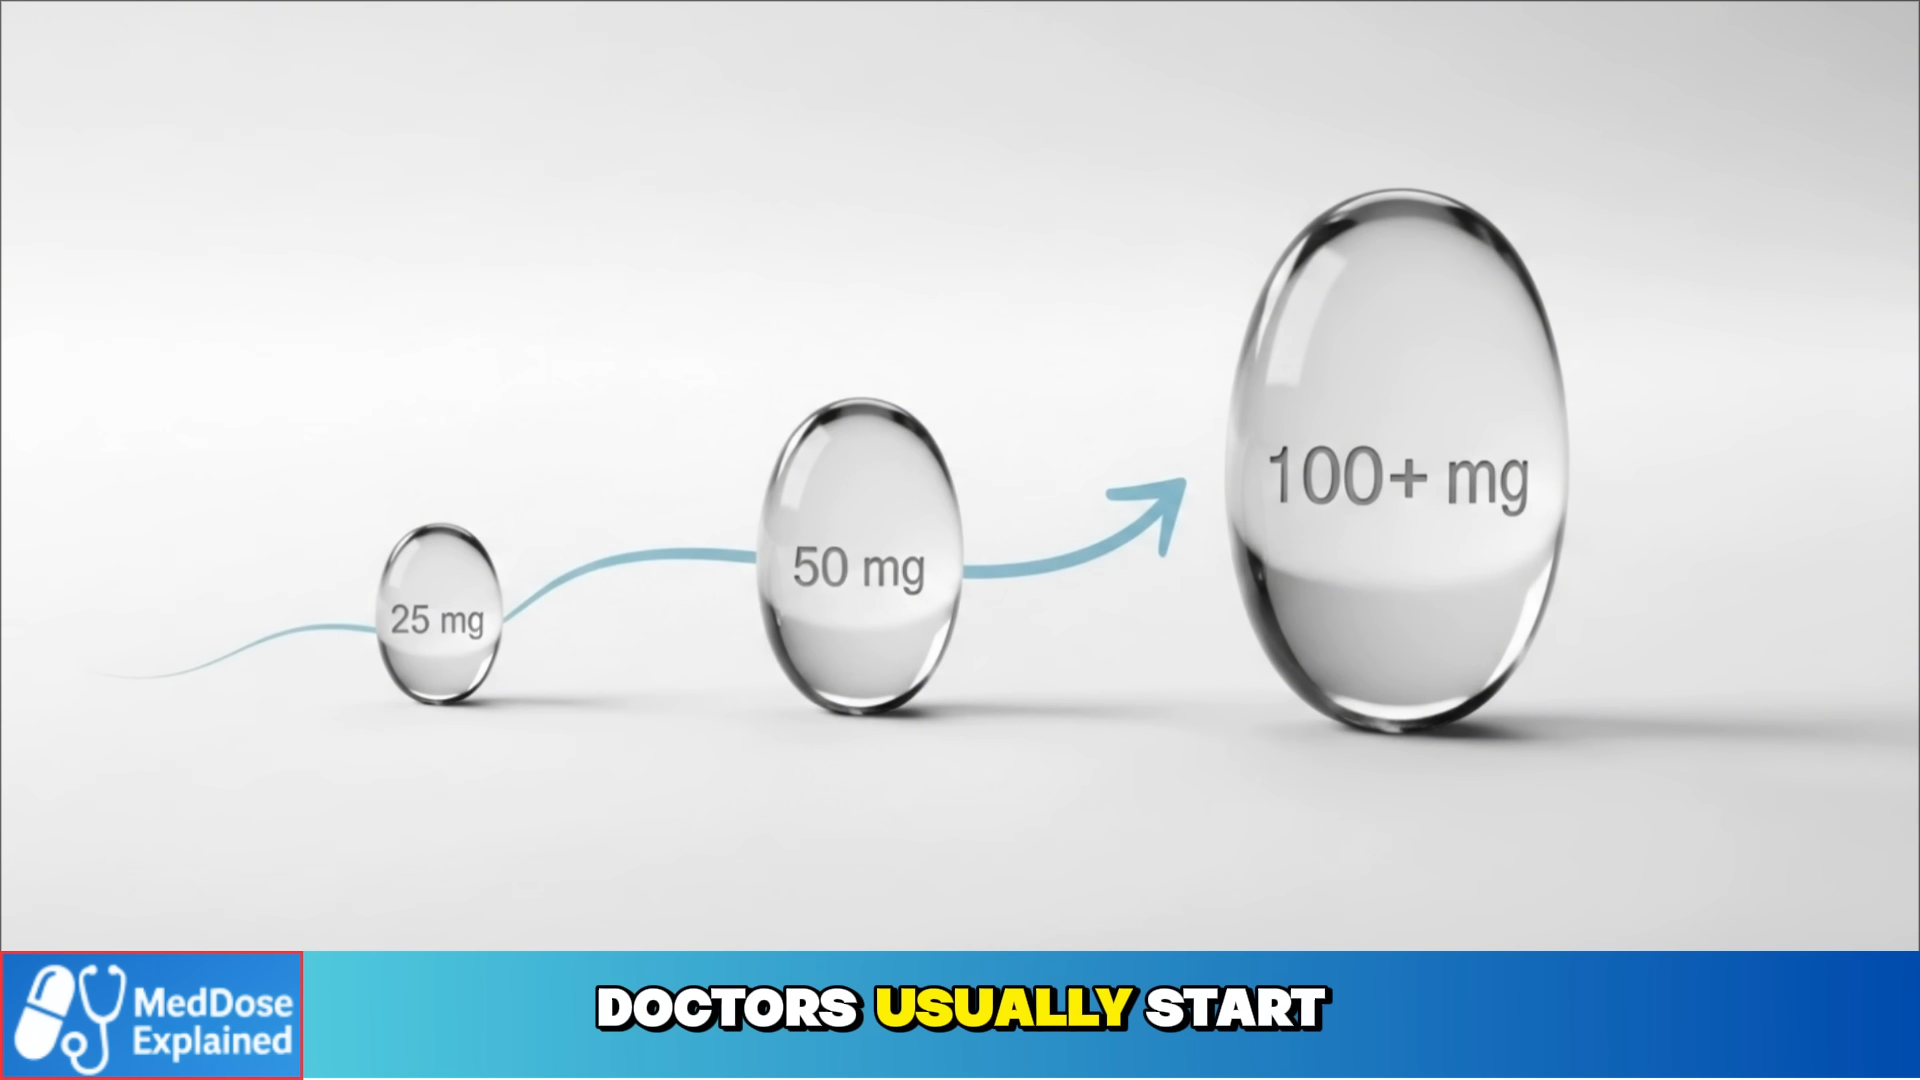 25 mg
50 mg
100+ mg
MedDose
Explained
DOCTORS USUALLY START